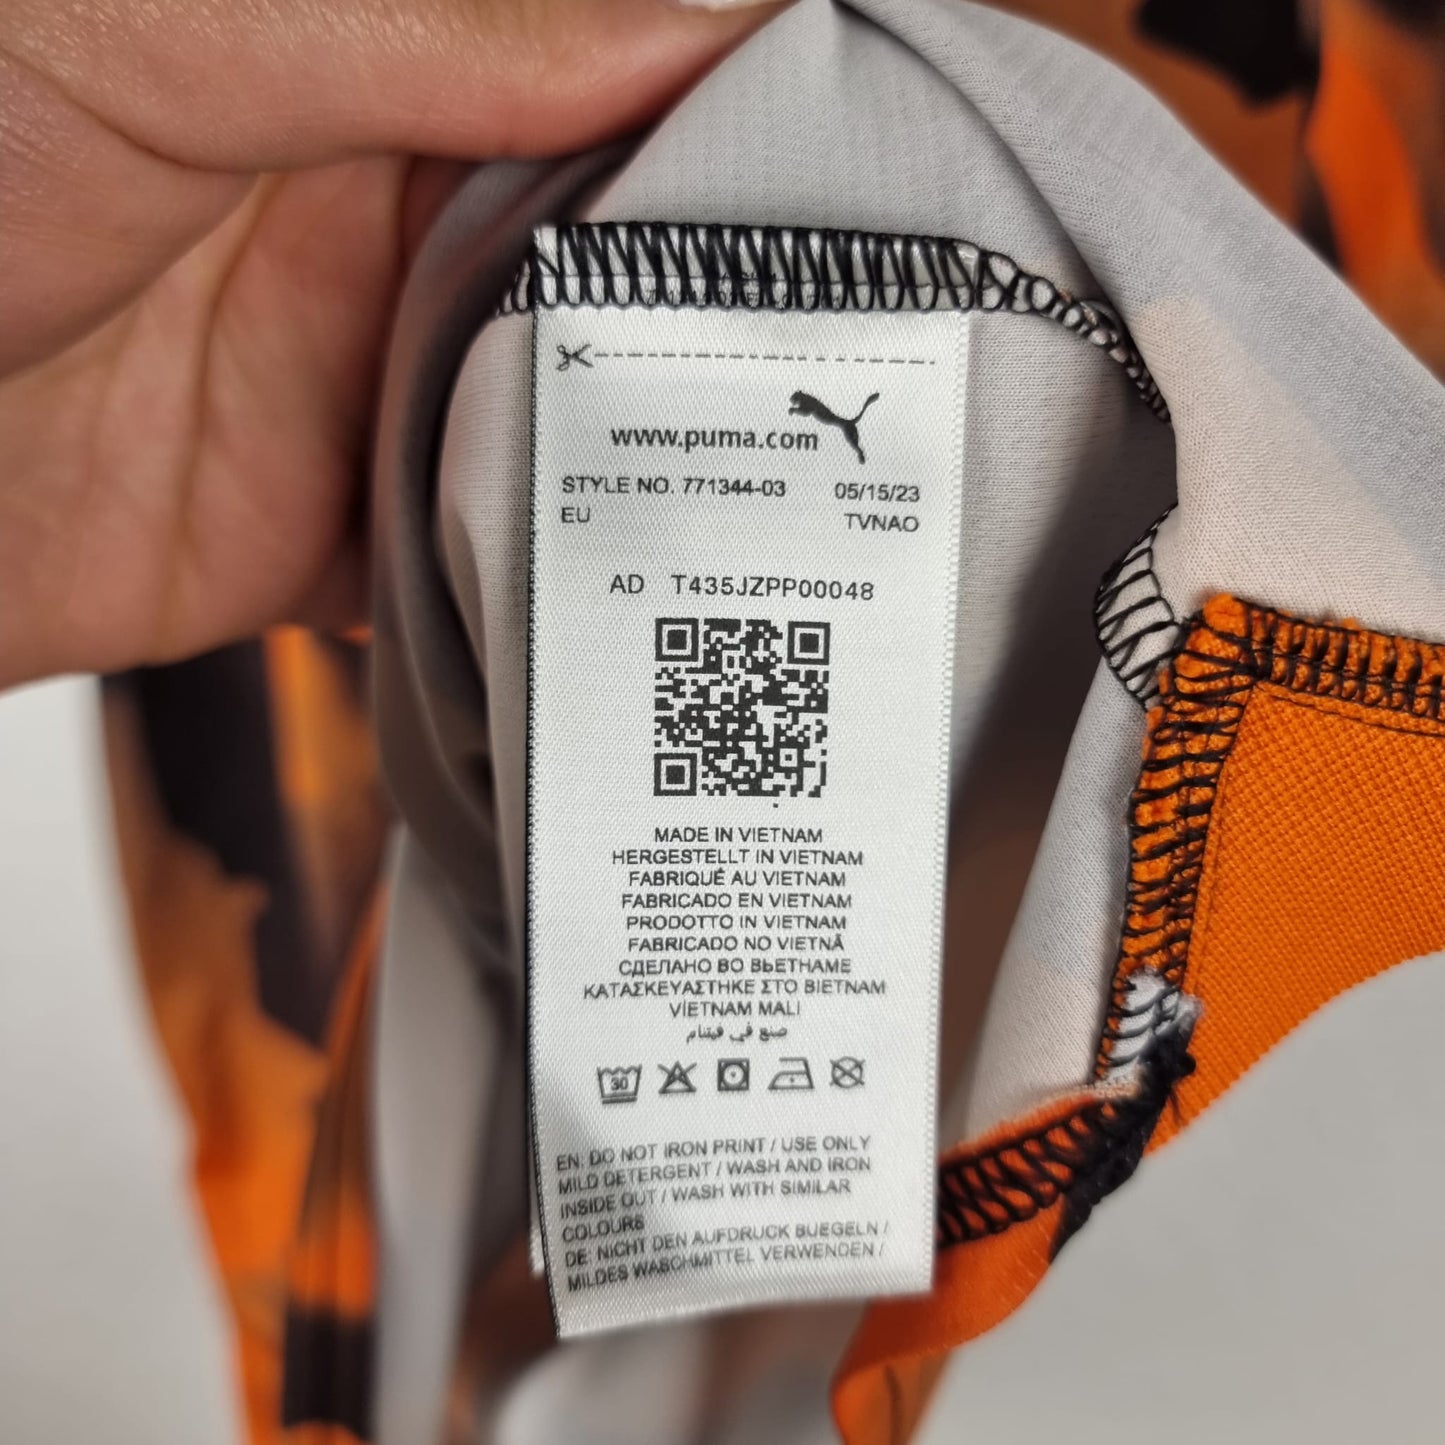 www.puma.com
STYLE NO. 771344-03 05/15/23
EU TVNAO
AD T435JZPP00048
MADE IN VIETNAM
HERGESTELLT IN VIETNAM
FABRIQUÉ AU VIETNAM
FABRICADO EN VIETNAM
PRODOTTO IN VIETNAM
FABRICADO NO VIETNÃ
СДЕЛАНО ВО ВЬЕТНАМЕ
ΚΑΤΑΣΚΕΥΑΣΤΗΚΕ ΣΤΟ ΒΙΕΤΝΑΜ
VİETNAM MALI
صنع في فيتنام
30
EN: DO NOT IRON PRINT / USE ONLY
MILD DETERGENT / WASH AND IRON
INSIDE OUT / WASH WITH SIMILAR
COLOURS
DE: NICHT DEN AUFDRUCK BUEGELN /
MILDES WASCHMITTEL VERWENDEN /